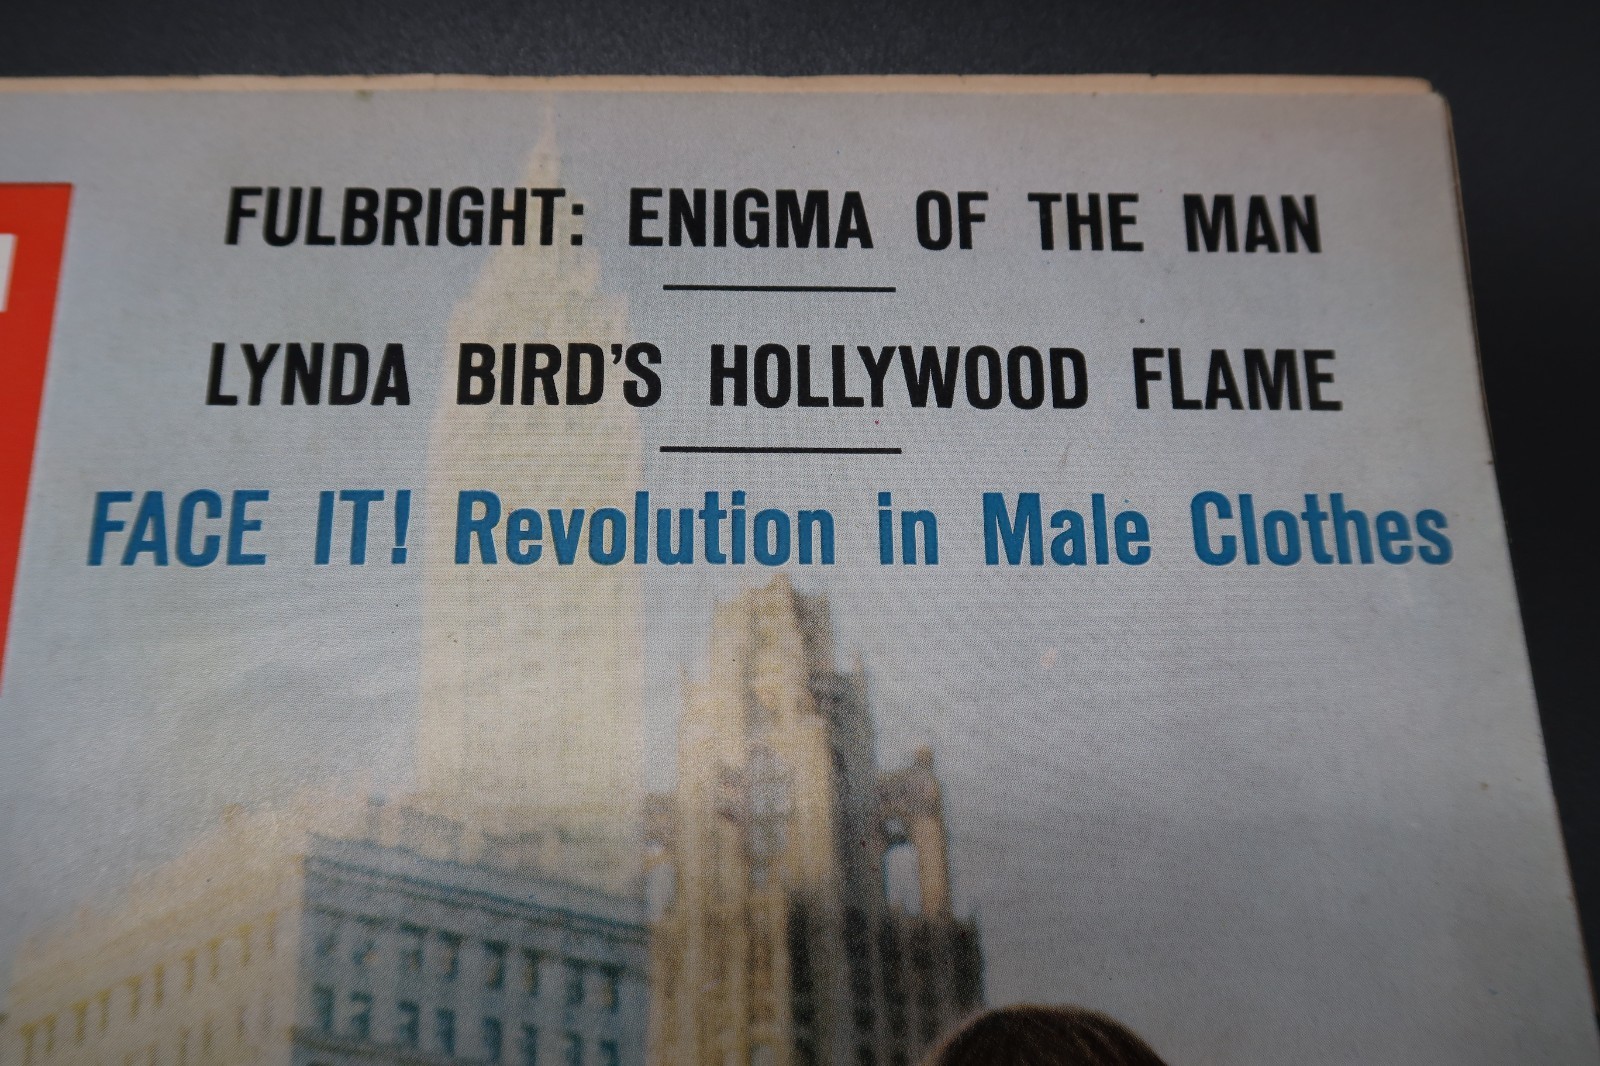 FULBRIGHT: ENIGMA OF THE MAN
LYNDA BIRD'S HOLLYWOOD FLAME
FACE IT! Revolution in Male Clothes